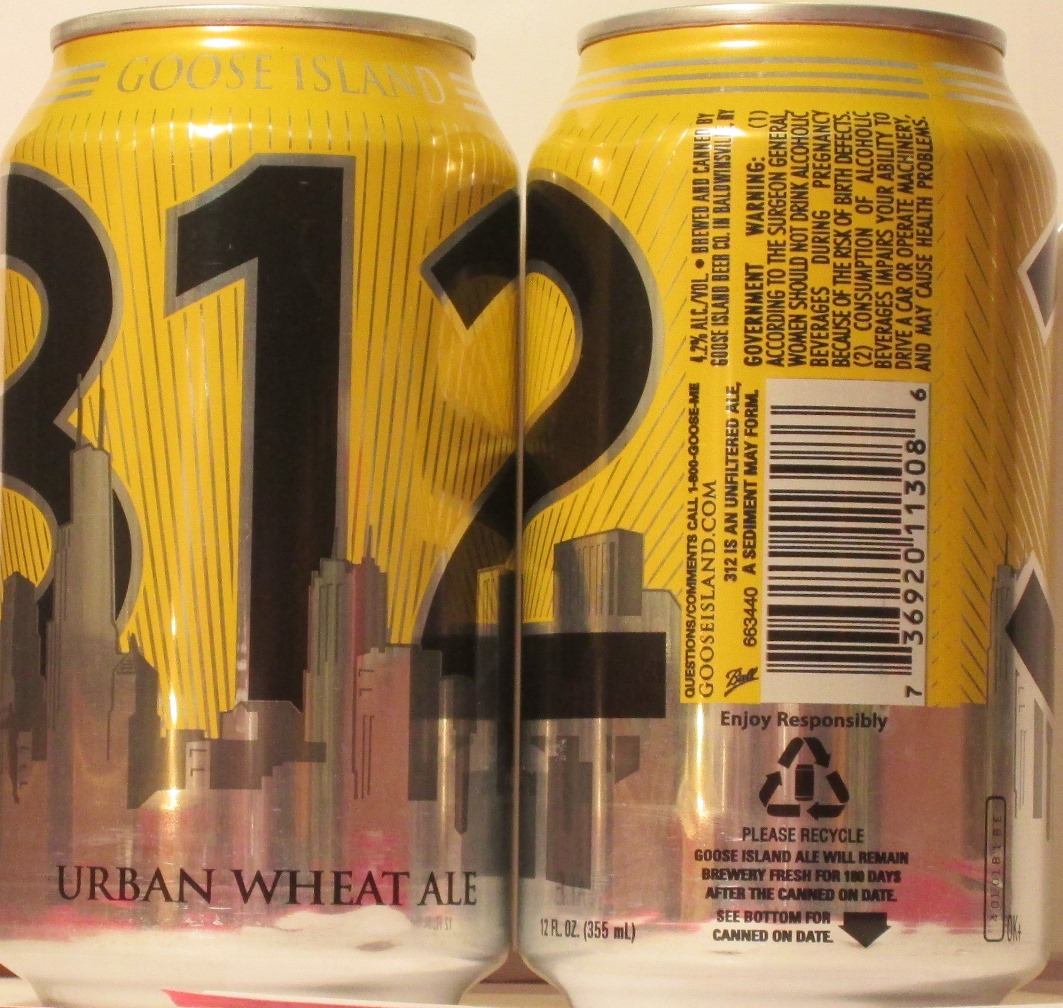 GOOSE ISLAND
312
URBAN WHEAT ALE
4.2% ALC./VOL. • BREWED AND CANNED BY
GOOSE ISLAND BEER CO. IN BALDWINSVILLE, NY
GOVERNMENT WARNING: (1)
ACCORDING TO THE SURGEON GENERAL,
WOMEN SHOULD NOT DRINK ALCOHOLIC
BEVERAGES DURING PREGNANCY
BECAUSE OF THE RISK OF BIRTH DEFECTS.
(2) CONSUMPTION OF ALCOHOLIC
BEVERAGES IMPAIRS YOUR ABILITY TO
DRIVE A CAR OR OPERATE MACHINERY,
AND MAY CAUSE HEALTH PROBLEMS.
QUESTIONS/COMMENTS CALL 1-800-GOOSE-ME
GOOSEISLAND.COM
312 IS AN UNFILTERED ALE,
A SEDIMENT MAY FORM.
Ball
663440
7 36920 11308 6
Enjoy Responsibly
PLEASE RECYCLE
GOOSE ISLAND ALE WILL REMAIN
BREWERY FRESH FOR 180 DAYS
AFTER THE CANNED ON DATE.
SEE BOTTOM FOR
CANNED ON DATE.
12 FL. OZ. (355 mL)
OK+